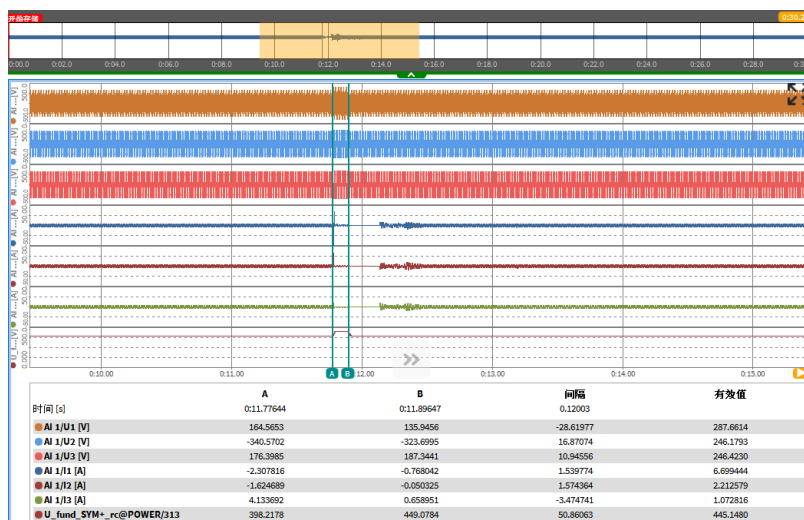 开始存储
0:30.2
0:00.0 0:02.0 0:04.0 0:06.0 0:08.0 0:10.0 0:12.0 0:14.0 0:16.0 0:18.0 0:20.0 0:22.0 0:24.0 0:26.0 0:28.0
0:10.00 0:11.00 A B 0:12.00 0:13.00 0:14.00 0:15.00
A B 间隔 有效值
时间 [s] 0:11.77644 0:11.89647 0.12003
AI 1/U1 [V] 164.5653 135.9456 -28.61977 287.6614
AI 1/U2 [V] -340.5702 -323.6995 16.87074 246.1793
AI 1/U3 [V] 176.3985 187.3441 10.94556 246.4230
AI 1/I1 [A] -2.307816 -0.768042 1.539774 6.699444
AI 1/I2 [A] -1.624689 -0.050325 1.574364 2.212579
AI 1/I3 [A] 4.133692 0.658951 -3.474741 1.072816
U_fund_SYM+_rc@POWER/313 398.2178 449.0784 50.86063 445.1480